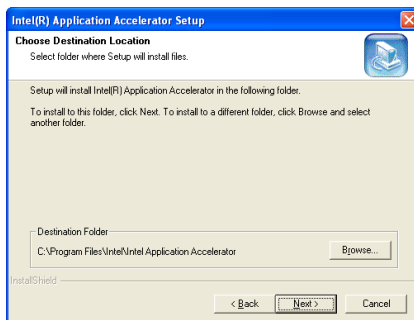 Intel(R) Application Accelerator Setup
Choose Destination Location
Select folder where Setup will install files.
Setup will install Intel(R) Application Accelerator in the following folder.
To install to this folder, click Next. To install to a different folder, click Browse and select
another folder.
Destination Folder
C:\Program Files\Intel\Intel Application Accelerator
Browse...
InstallShield
< Back
Next >
Cancel